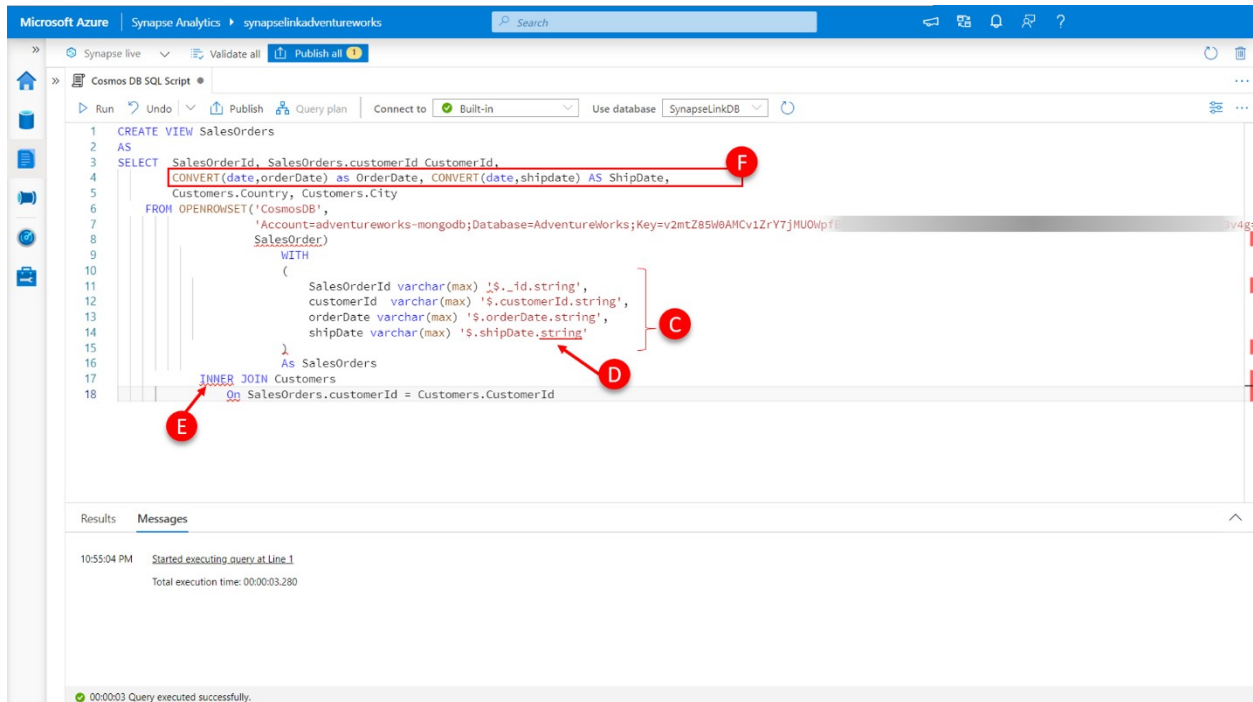 Microsoft Azure Synapse Analytics ▸ synapselinkadventureworks Search ?
» Synapse live Validate all Publish all 1
» Cosmos DB SQL Script ● ...
Run Undo Publish Query plan Connect to Built-in Use database SynapseLinkDB ...
1 CREATE VIEW SalesOrders
2 AS
3 SELECT SalesOrderId, SalesOrders.customerId CustomerId,
F
4 CONVERT(date,orderDate) as OrderDate, CONVERT(date,shipdate) AS ShipDate,
5 Customers.Country, Customers.City
6 FROM OPENROWSET('CosmosDB',
7 'Account=adventureworks-mongodb;Database=AdventureWorks;
8 SalesOrder)
9 WITH
10 (
11 SalesOrderId varchar(max) '$._id.string',
12 customerId varchar(max) '$.customerId.string',
13 orderDate varchar(max) '$.orderDate.string',
C
14 shipDate varchar(max) '$.shipDate.string'
15 )
16 As SalesOrders
D
17 INNER JOIN Customers
18 On SalesOrders.customerId = Customers.CustomerId
E
Results Messages
10:55:04 PM Started executing query at Line 1
Total execution time: 00:00:03.280
00:00:03 Query executed successfully.